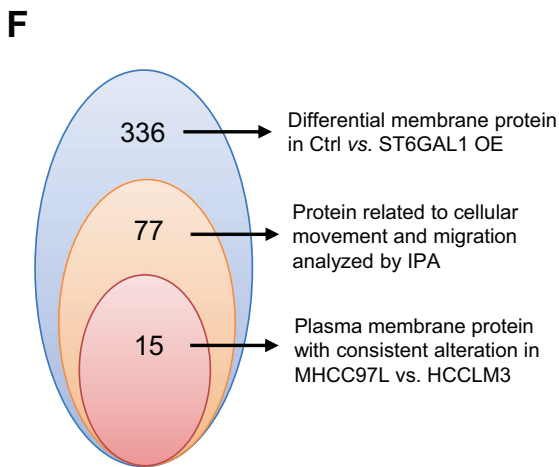 F
336
Differential membrane protein
in Ctrl vs. ST6GAL1 OE
77
Protein related to cellular
movement and migration
analyzed by IPA
15
Plasma membrane protein
with consistent alteration in
MHCC97L vs. HCCLM3